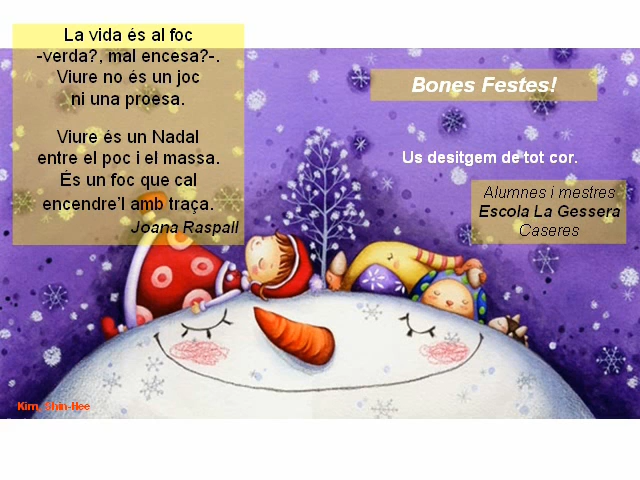 La vida és al foc
-verda?, mal encesa?-.
Viure no és un joc
ni una proesa.
Viure és un Nadal
entre el poc i el massa.
És un foc que cal
encendre'l amb traça.
Joana Raspall
Bones Festes!
Us desitgem de tot cor.
Alumnes i mestres
Escola La Gessera
Caseres
Kim, Shin-Hee